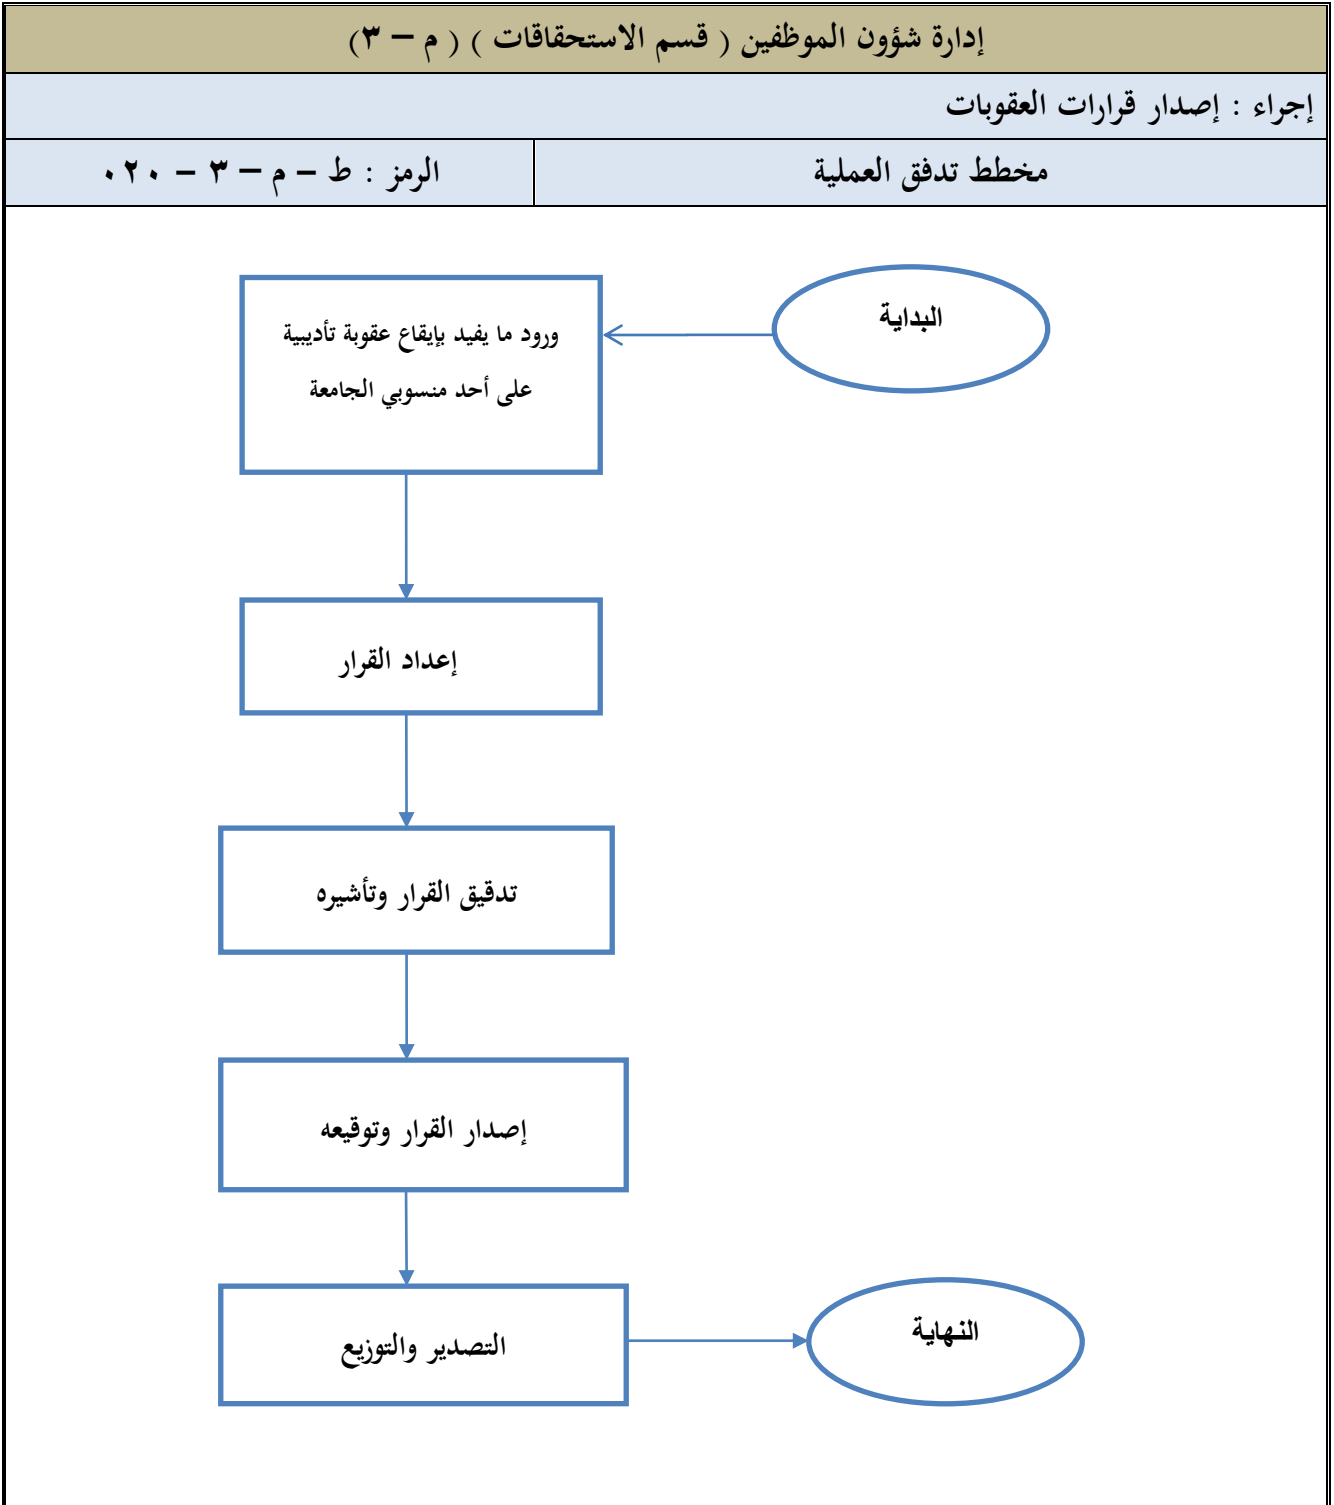 إدارة شؤون الموظفين ( قسم الاستحقاقات ) ( م – ٣)
إجراء : إصدار قرارات العقوبات
مخطط تدفق العملية
الرمز : ط – م – ٣ – ٠٢٠
البداية
ورود ما يفيد بإيقاع عقوبة تأديبية
على أحد منسوبي الجامعة
إعداد القرار
تدقيق القرار وتأشيره
إصدار القرار وتوقيعه
التصدير والتوزيع
النهاية